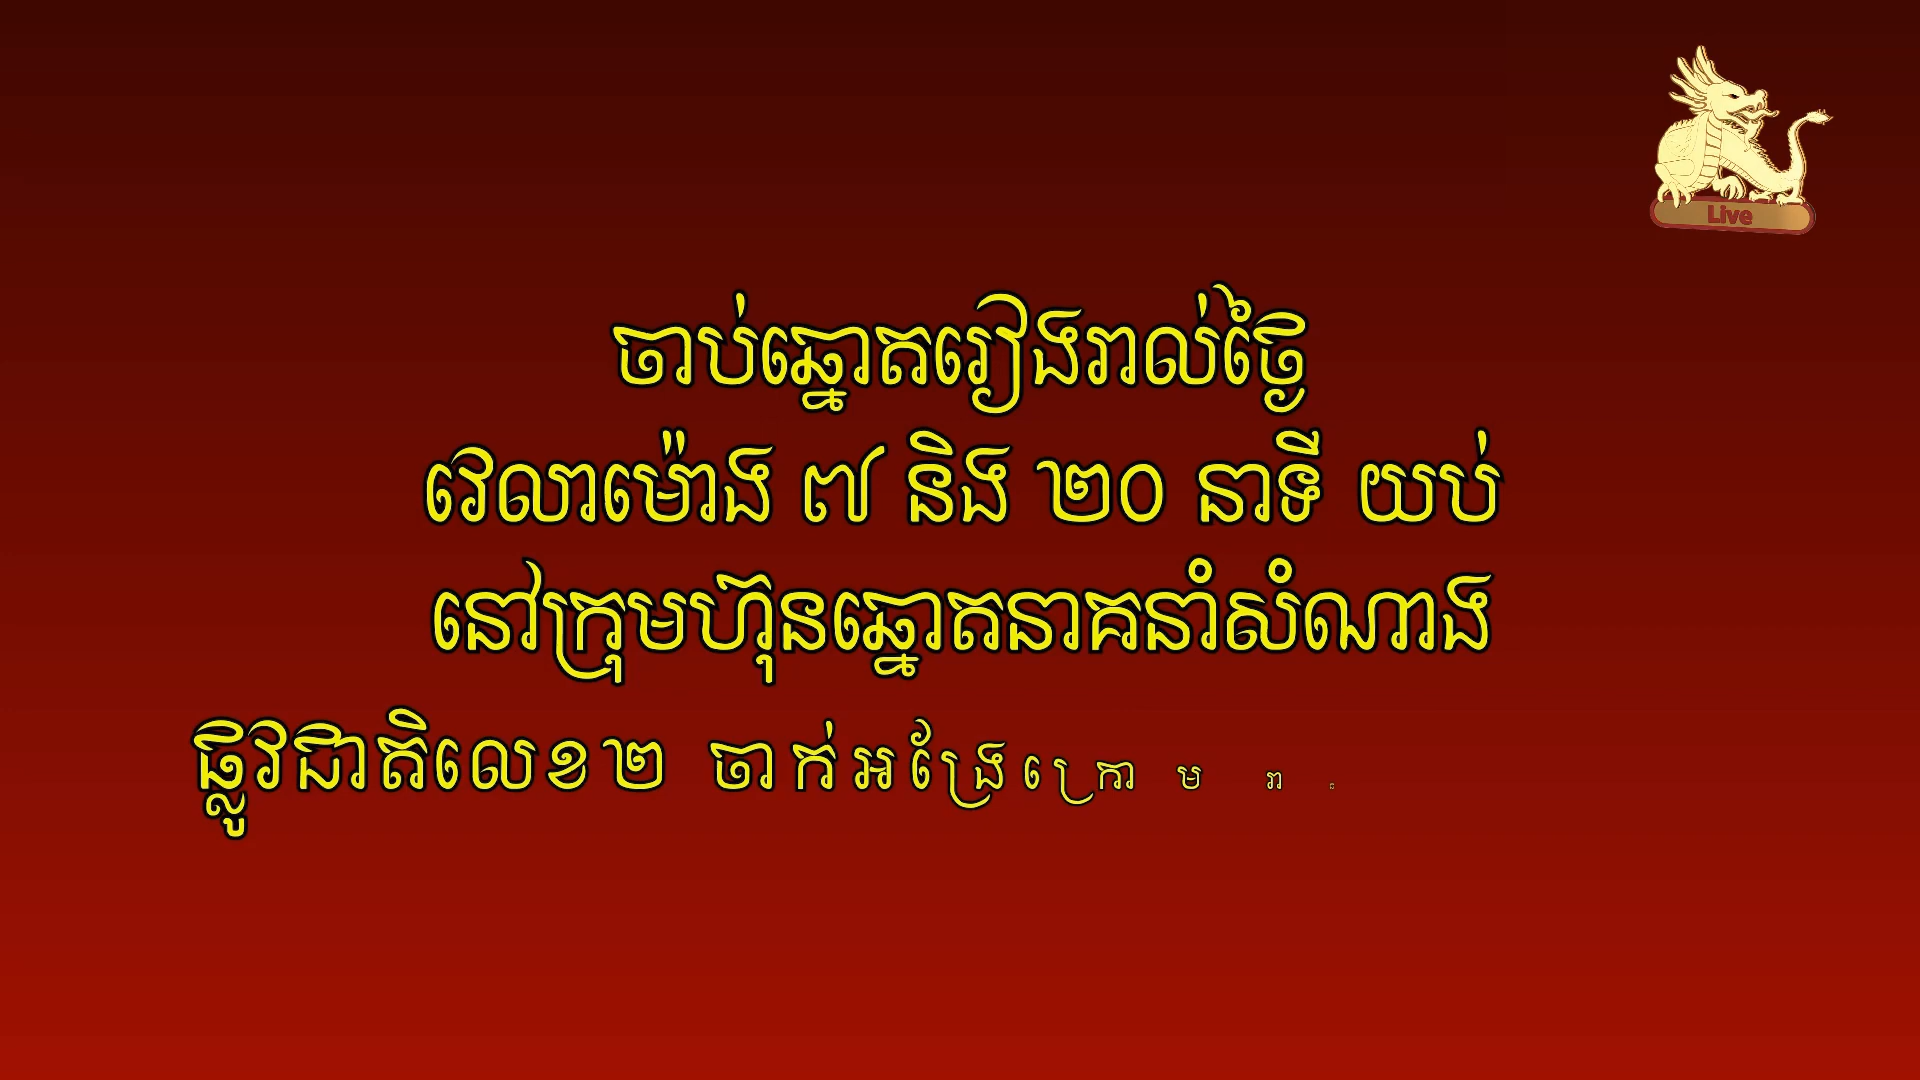 Live
ចាប់ឆ្នោតរៀងរាល់ថ្ងៃ
វេលាម៉ោង ៧ និង ២០ នាទី យប់
នៅក្រុមហ៊ុនឆ្នោតនាគនាំសំណាង
ផ្លូវជាតិលេខ២ ចាក់អង្រែក្រោម